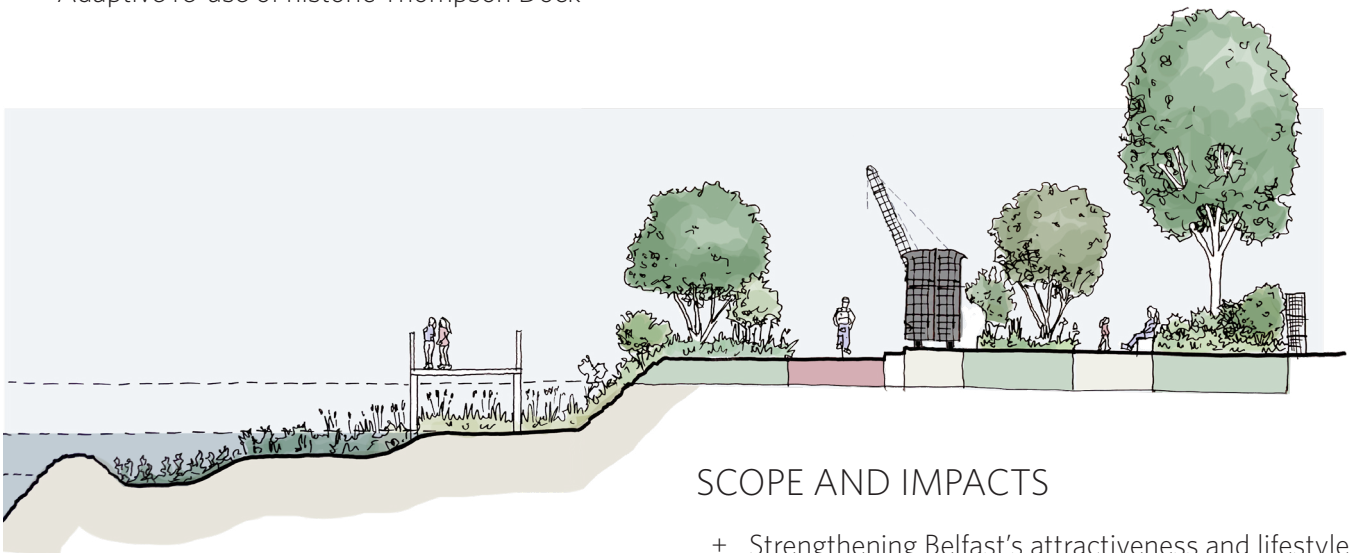 Adaptive re-use of historic Thompson Dock
SCOPE AND IMPACTS
+ Strengthening Belfast's attractiveness and lifestyle